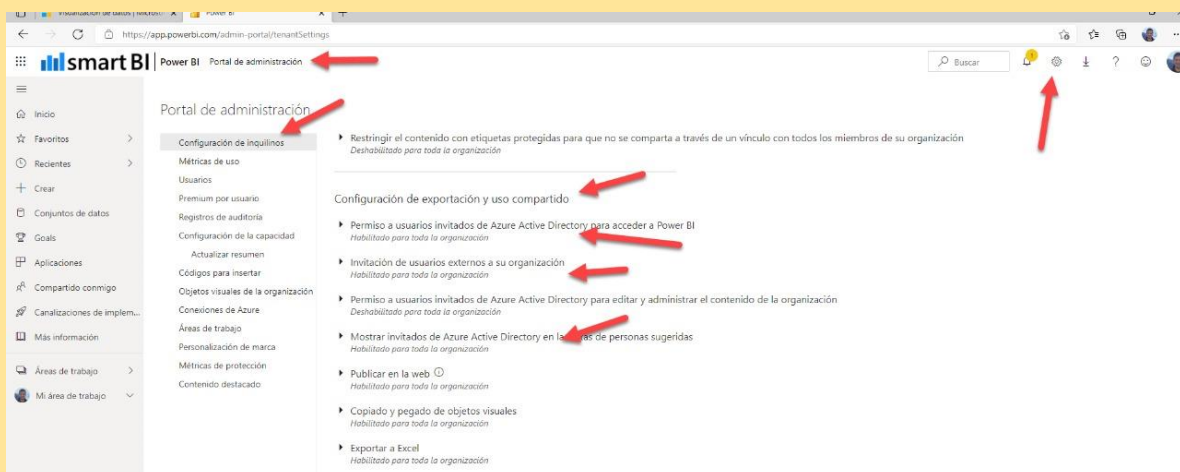 Visualización de datos | Micros
Power BI
https://app.powerbi.com/admin-portal/tenantSettings
smart BI Power BI Portal de administración
Buscar
1
Inicio
Favoritos
Recientes
Crear
Conjuntos de datos
Goals
Aplicaciones
Compartido conmigo
Canalizaciones de implem...
Más información
Áreas de trabajo
Mi área de trabajo
Portal de administración
Configuración de inquilinos
Métricas de uso
Usuarios
Premium por usuario
Registros de auditoría
Configuración de la capacidad
Actualizar resumen
Códigos para insertar
Objetos visuales de la organización
Conexiones de Azure
Áreas de trabajo
Personalización de marca
Métricas de protección
Contenido destacado
Restringir el contenido con etiquetas protegidas para que no se comparta a través de un vínculo con todos los miembros de su organización
Deshabilitado para toda la organización
Configuración de exportación y uso compartido
Permiso a usuarios invitados de Azure Active Directory para acceder a Power BI
Habilitado para toda la organización
Invitación de usuarios externos a su organización
Habilitado para toda la organización
Permiso a usuarios invitados de Azure Active Directory para editar y administrar el contenido de la organización
Deshabilitado para toda la organización
Mostrar invitados de Azure Active Directory en de personas sugeridas
Habilitado para toda la organización
Publicar en la web
Habilitado para toda la organización
Copiado y pegado de objetos visuales
Habilitado para toda la organización
Exportar a Excel
Habilitado para toda la organización